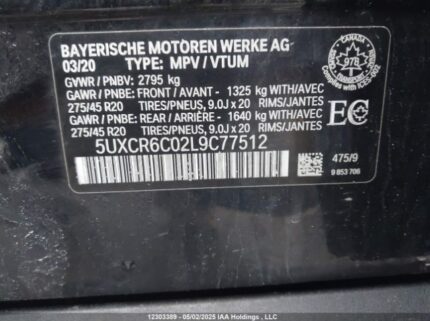 BAYERISCHE MOTOREN WERKE AG
03/20 TYPE: MPV / VTUM
GVWR / PNBV: 2795 kg
GAWR / PNBE: FRONT / AVANT - 1325 kg WITH/AVEC
275/45 R20 TIRES/PNEUS, 9.0J x 20 RIMS/JANTES
GAWR / PNBE: REAR / ARRIÈRE - 1640 kg WITH/AVEC
275/45 R20 TIRES/PNEUS, 9.0J x 20 RIMS/JANTES
5UXCR6C02L9C77512
978
EC
475/9
9 853 706
12303389 - 05/02/2025 IAA Holdings , LLC